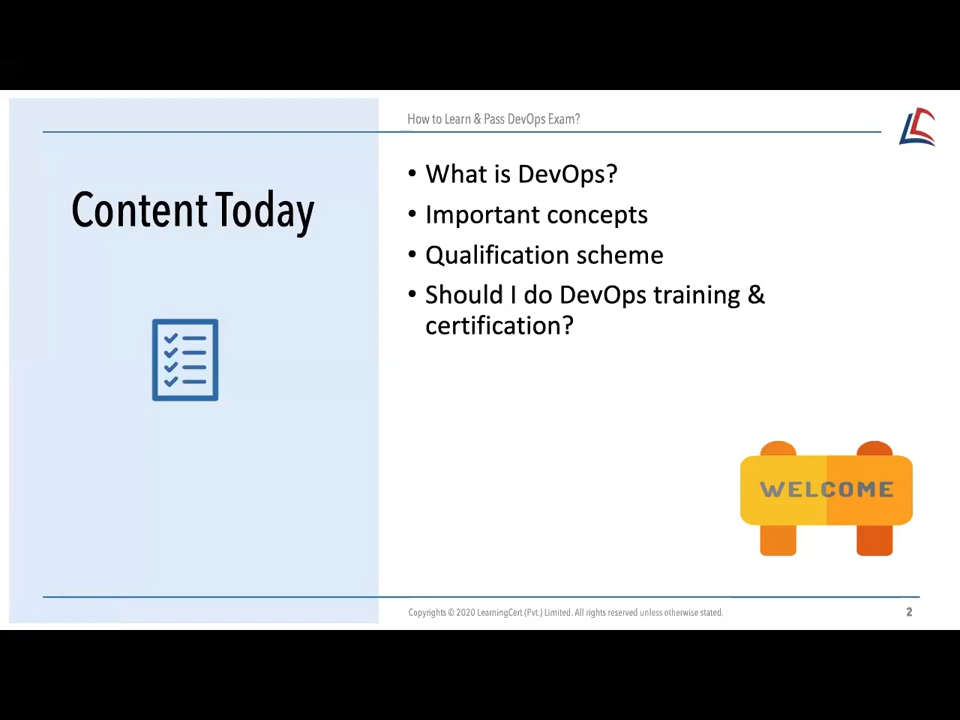 How to Learn & Pass DevOps Exam?
Content Today
• What is DevOps?
• Important concepts
• Qualification scheme
• Should I do DevOps training &
certification?
WELCOME
Copyrights © 2020 LearningCert (Pvt.) Limited. All rights reserved unless otherwise stated.
2